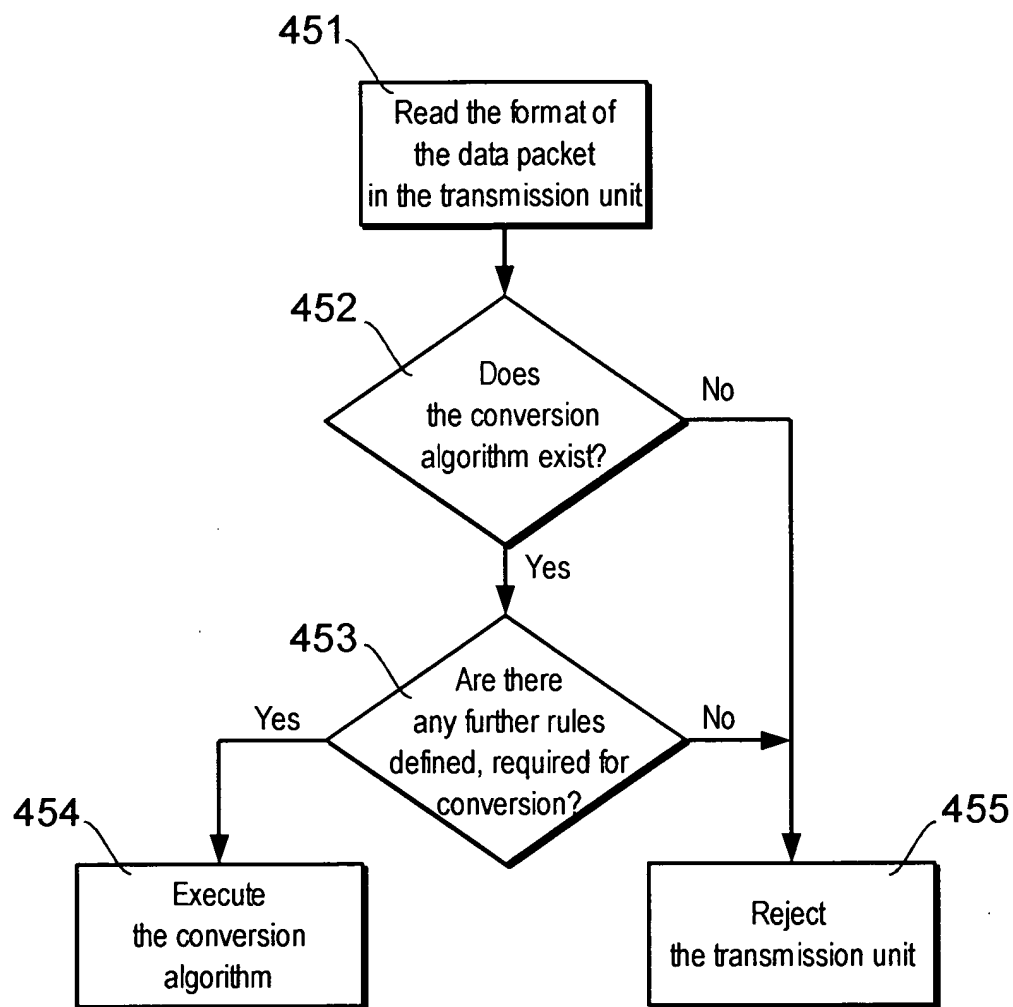 451
Read the format of
the data packet
in the transmission unit
452
Does
the conversion
algorithm exist?
No
Yes
453
Are there
any further rules
defined, required for
conversion?
Yes
No
454
Execute
the conversion
algorithm
455
Reject
the transmission unit